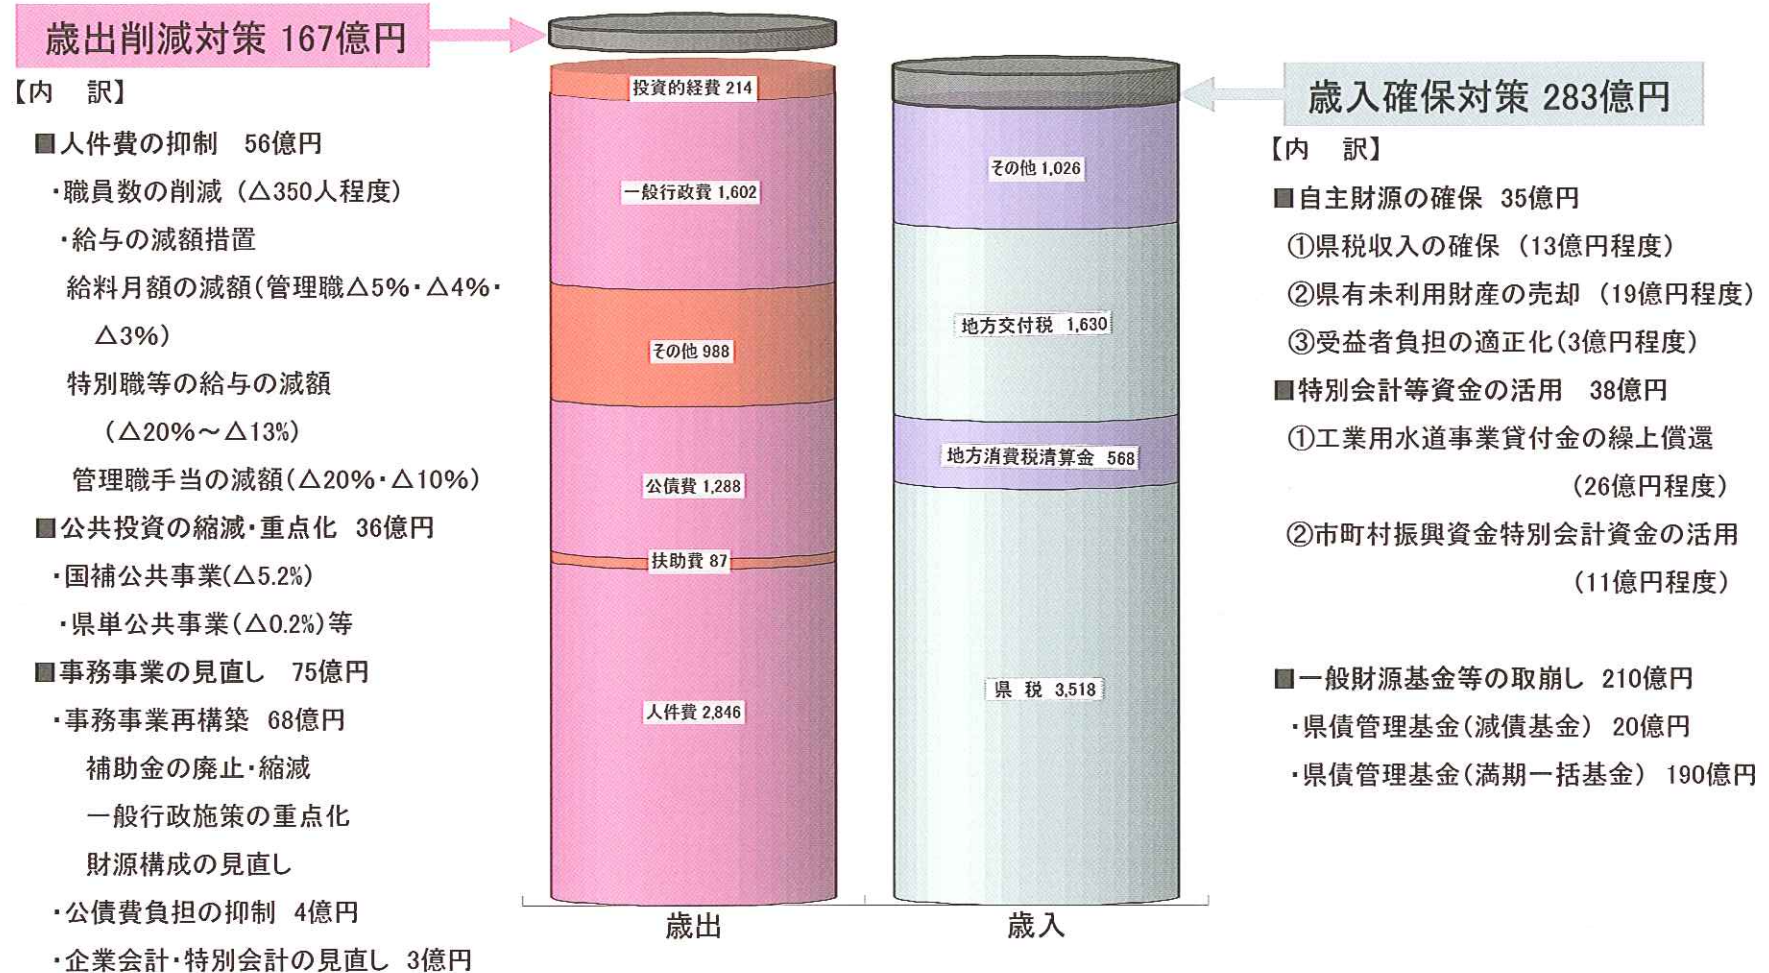 歳出削減対策 167億円
【内 訳】
■人件費の抑制 56億円
・職員数の削減 (△350人程度)
・給与の減額措置
給料月額の減額(管理職△5%・△4%・
△3%)
特別職等の給与の減額
(△20%～△13%)
管理職手当の減額(△20%・△10%)
■公共投資の縮減・重点化 36億円
・国補公共事業(△5.2%)
・県単公共事業(△0.2%)等
■事務事業の見直し 75億円
・事務事業再構築 68億円
補助金の廃止・縮減
一般行政施策の重点化
財源構成の見直し
・公債費負担の抑制 4億円
・企業会計・特別会計の見直し 3億円
投資的経費 214
一般行政費 1,602
その他 988
公債費 1,288
扶助費 87
人件費 2,846
歳出
その他 1,026
地方交付税 1,630
地方消費税清算金 568
県 税 3,518
歳入
歳入確保対策 283億円
【内 訳】
■自主財源の確保 35億円
①県税収入の確保 (13億円程度)
②県有未利用財産の売却 (19億円程度)
③受益者負担の適正化(3億円程度)
■特別会計等資金の活用 38億円
①工業用水道事業貸付金の繰上償還
(26億円程度)
②市町村振興資金特別会計資金の活用
(11億円程度)
■一般財源基金等の取崩し 210億円
・県債管理基金(減債基金) 20億円
・県債管理基金(満期一括基金) 190億円